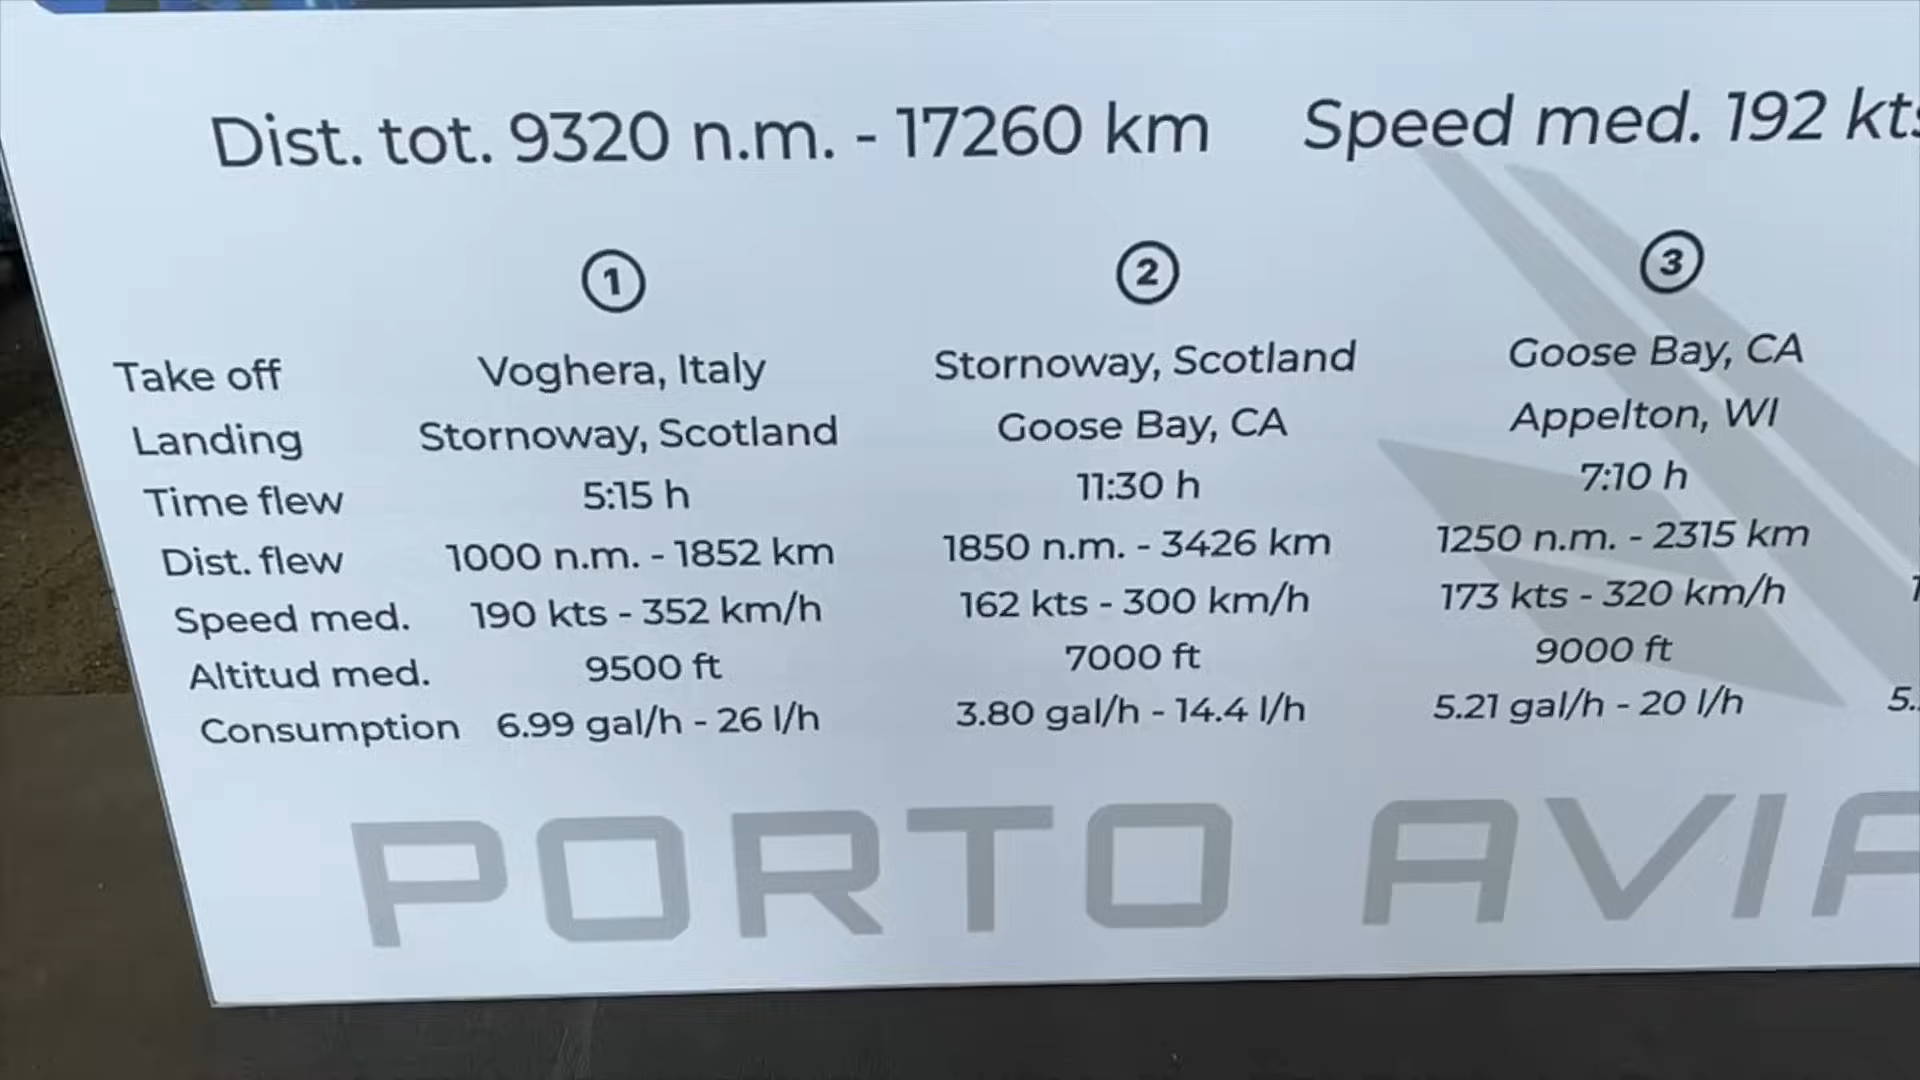 Dist. tot. 9320 n.m. - 17260 km Speed med. 192 kts
1 2 3
Take off Voghera, Italy Stornoway, Scotland Goose Bay, CA
Landing Stornoway, Scotland Goose Bay, CA Appelton, WI
Time flew 5:15 h 11:30 h 7:10 h
Dist. flew 1000 n.m. - 1852 km 1850 n.m. - 3426 km 1250 n.m. - 2315 km
Speed med. 190 kts - 352 km/h 162 kts - 300 km/h 173 kts - 320 km/h
Altitud med. 9500 ft 7000 ft 9000 ft
Consumption 6.99 gal/h - 26 l/h 3.80 gal/h - 14.4 l/h 5.21 gal/h - 20 l/h 5.
PORTO AVIA